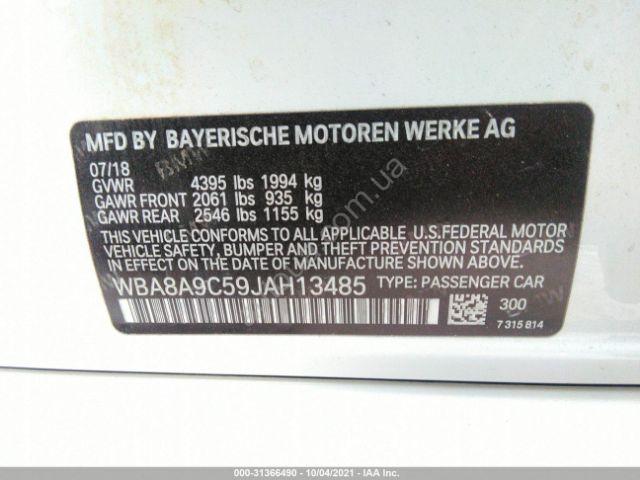 MFD BY BAYERISCHE MOTOREN WERKE AG
07/18
GVWR 4395 lbs 1994 kg
GAWR FRONT 2061 lbs 935 kg
GAWR REAR 2546 lbs 1155 kg
THIS VEHICLE CONFORMS TO ALL APPLICABLE U.S.FEDERAL MOTOR
VEHICLE SAFETY, BUMPER AND THEFT PREVENTION STANDARDS
IN EFFECT ON THE DATE OF MANUFACTURE SHOWN ABOVE.
WBA8A9C59JAH13485 TYPE: PASSENGER CAR
300
7 315 814
000-31366490 - 10/04/2021